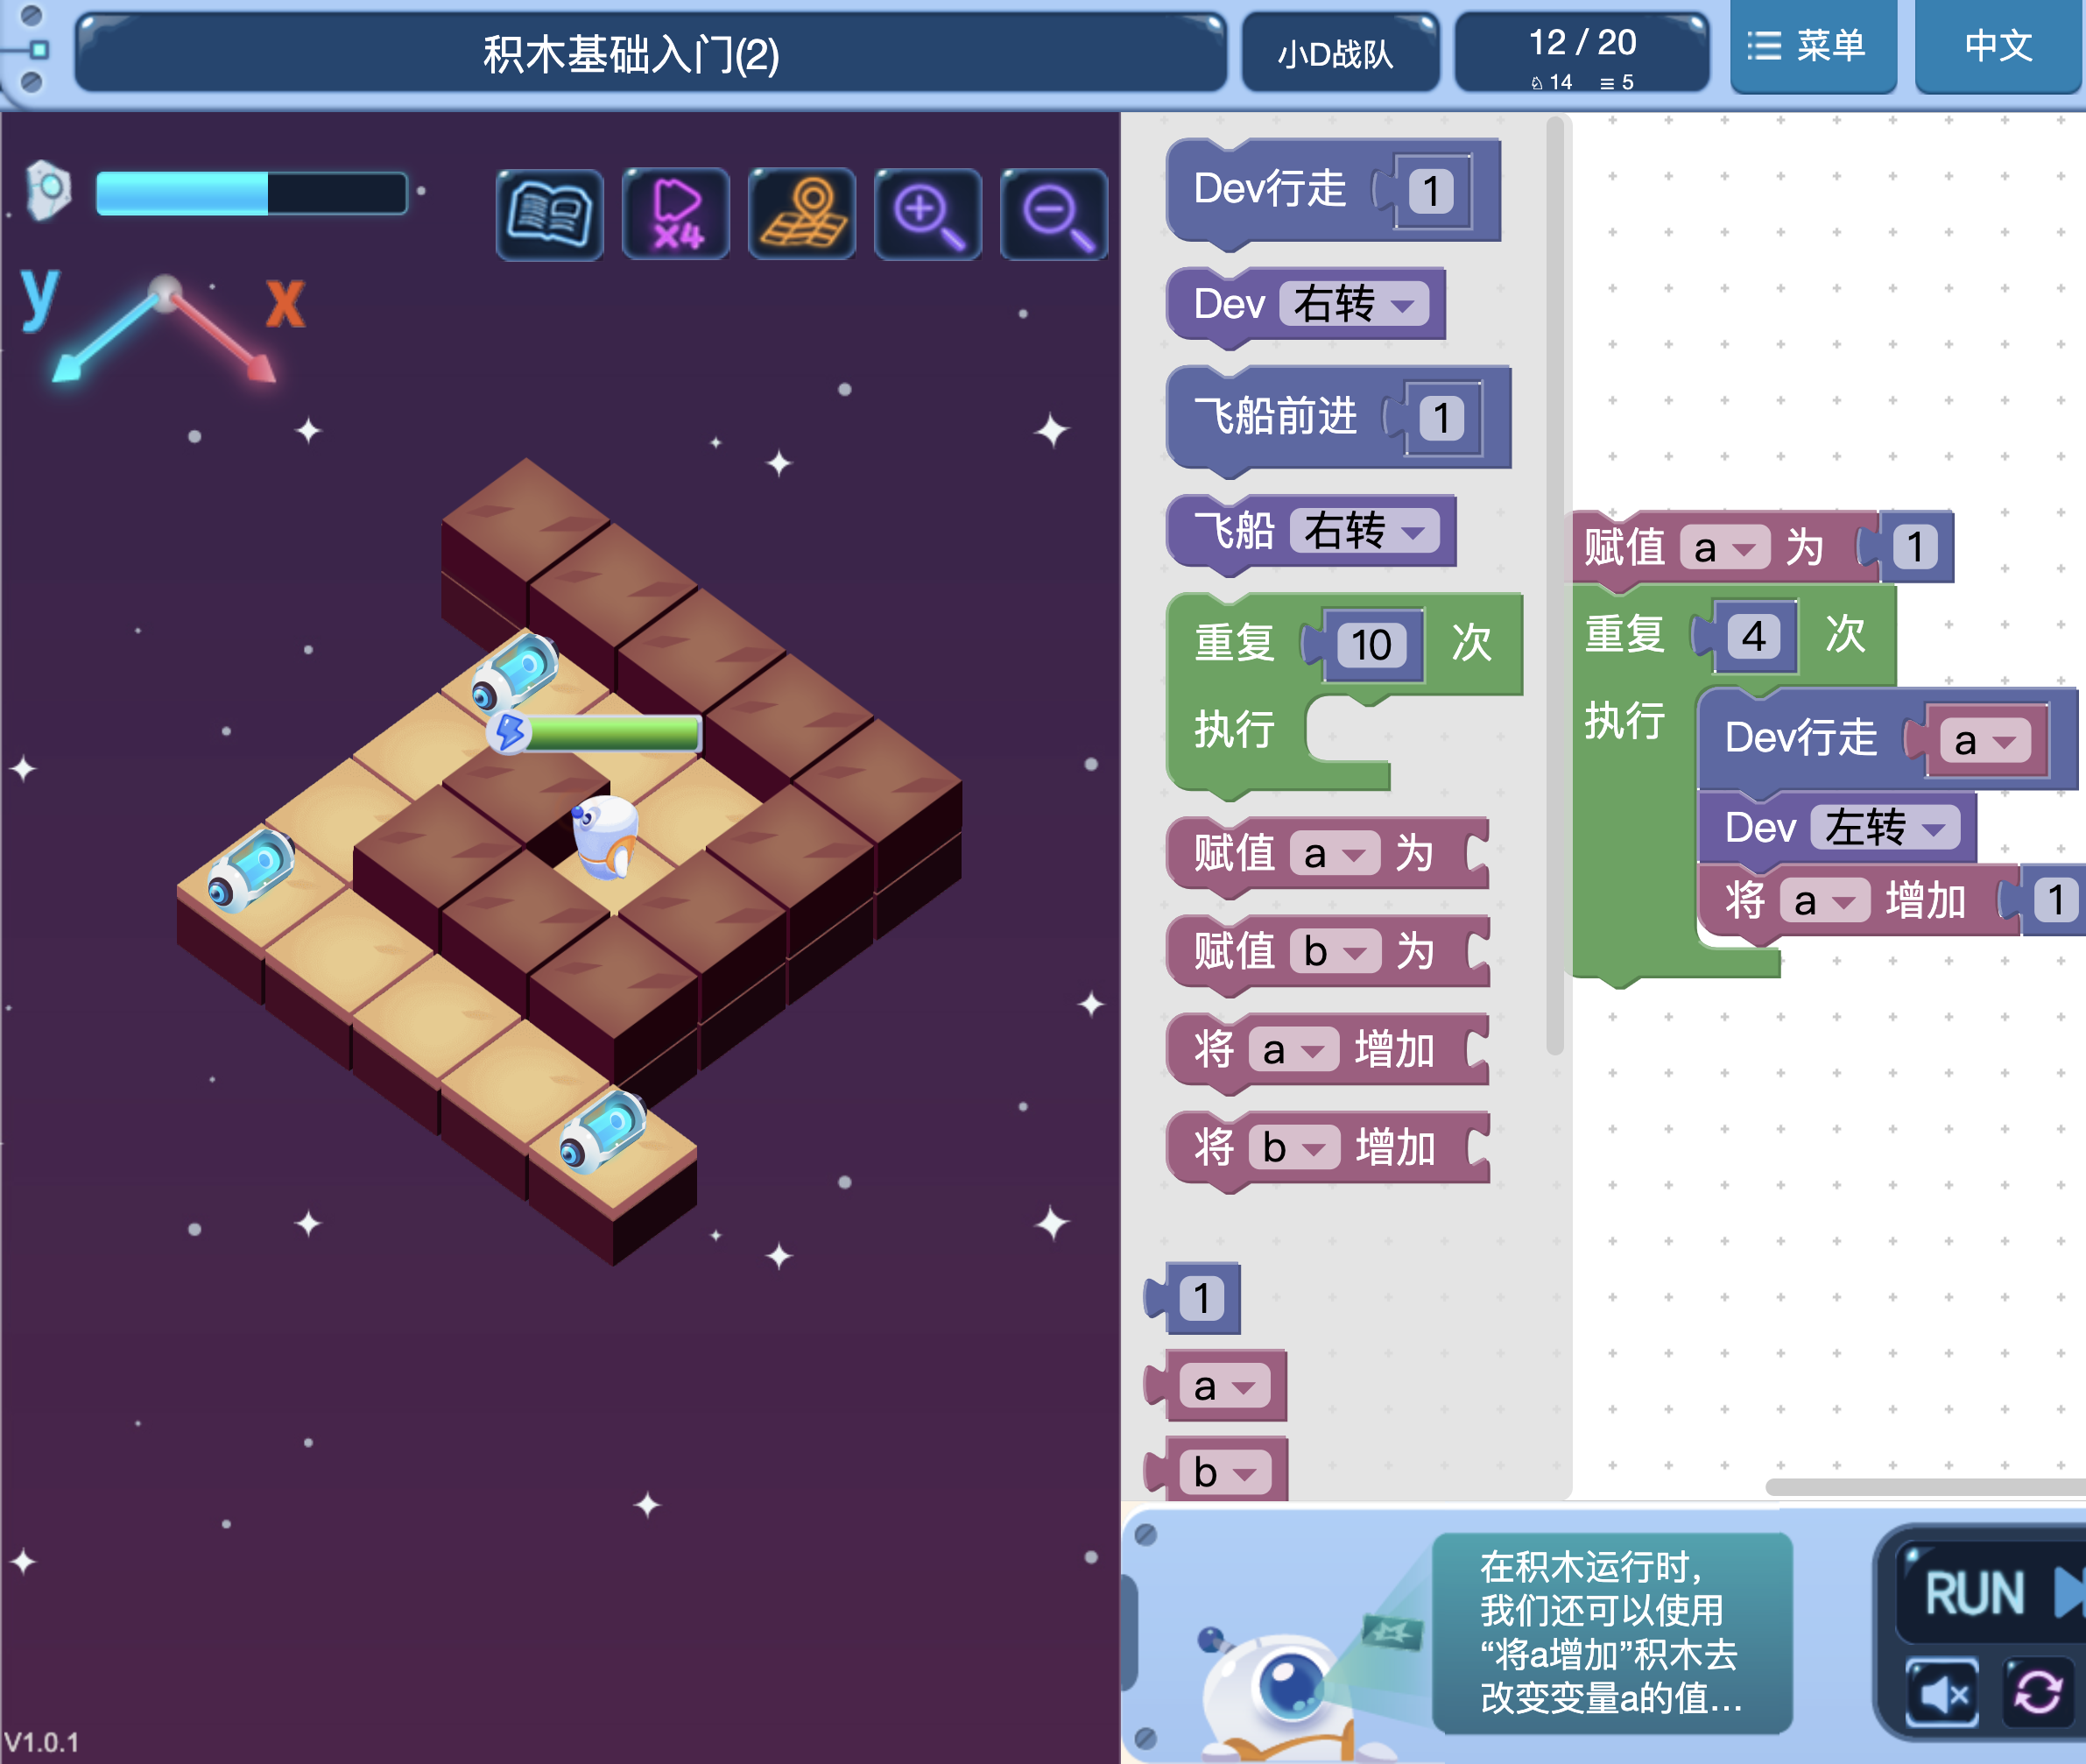 积木基础入门(2)
小D战队
12 / 20
14
5
菜单
中文
X4
y
x
Dev行走 1
Dev 右转
飞船前进 1
飞船 右转
重复 10 次
执行
赋值 a 为
赋值 b 为
将 a 增加
将 b 增加
1
a
b
赋值 a 为 1
重复 4 次
执行
Dev行走 a
Dev 左转
将 a 增加 1
在积木运行时，
我们还可以使用
“将a增加”积木去
改变变量a的值...
RUN
V1.0.1